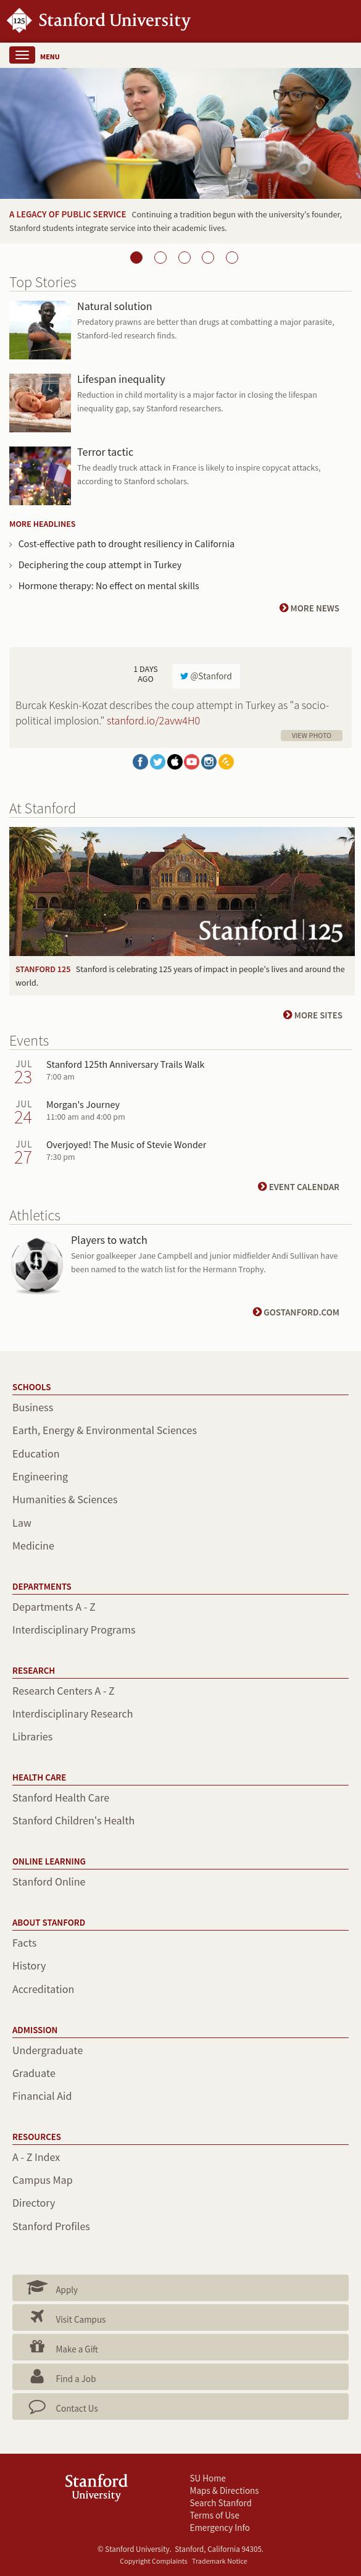 125 Stanford University
MENU
A LEGACY OF PUBLIC SERVICE Continuing a tradition begun with the university's founder,
Stanford students integrate service into their academic lives.
Top Stories
Natural solution
Predatory prawns are better than drugs at combatting a major parasite,
Stanford-led research finds.
Lifespan inequality
Reduction in child mortality is a major factor in closing the lifespan
inequality gap, say Stanford researchers.
Terror tactic
The deadly truck attack in France is likely to inspire copycat attacks,
according to Stanford scholars.
MORE HEADLINES
Cost-effective path to drought resiliency in California
Deciphering the coup attempt in Turkey
Hormone therapy: No effect on mental skills
MORE NEWS
1 DAYS
AGO
@Stanford
Burcak Keskin-Kozat describes the coup attempt in Turkey as "a socio-
political implosion." stanford.io/2avw4H0
VIEW PHOTO
At Stanford
Stanford 125
STANFORD 125 Stanford is celebrating 125 years of impact in people's lives and around the
world.
MORE SITES
Events
JUL
23
Stanford 125th Anniversary Trails Walk
7:00 am
JUL
24
Morgan's Journey
11:00 am and 4:00 pm
JUL
27
Overjoyed! The Music of Stevie Wonder
7:30 pm
EVENT CALENDAR
Athletics
Players to watch
Senior goalkeeper Jane Campbell and junior midfielder Andi Sullivan have
been named to the watch list for the Hermann Trophy.
GOSTANFORD.COM
SCHOOLS
Business
Earth, Energy & Environmental Sciences
Education
Engineering
Humanities & Sciences
Law
Medicine
DEPARTMENTS
Departments A - Z
Interdisciplinary Programs
RESEARCH
Research Centers A - Z
Interdisciplinary Research
Libraries
HEALTH CARE
Stanford Health Care
Stanford Children's Health
ONLINE LEARNING
Stanford Online
ABOUT STANFORD
Facts
History
Accreditation
ADMISSION
Undergraduate
Graduate
Financial Aid
RESOURCES
A - Z Index
Campus Map
Directory
Stanford Profiles
Apply
Visit Campus
Make a Gift
Find a Job
Contact Us
Stanford
University
SU Home
Maps & Directions
Search Stanford
Terms of Use
Emergency Info
© Stanford University. Stanford, California 94305.
Copyright Complaints Trademark Notice